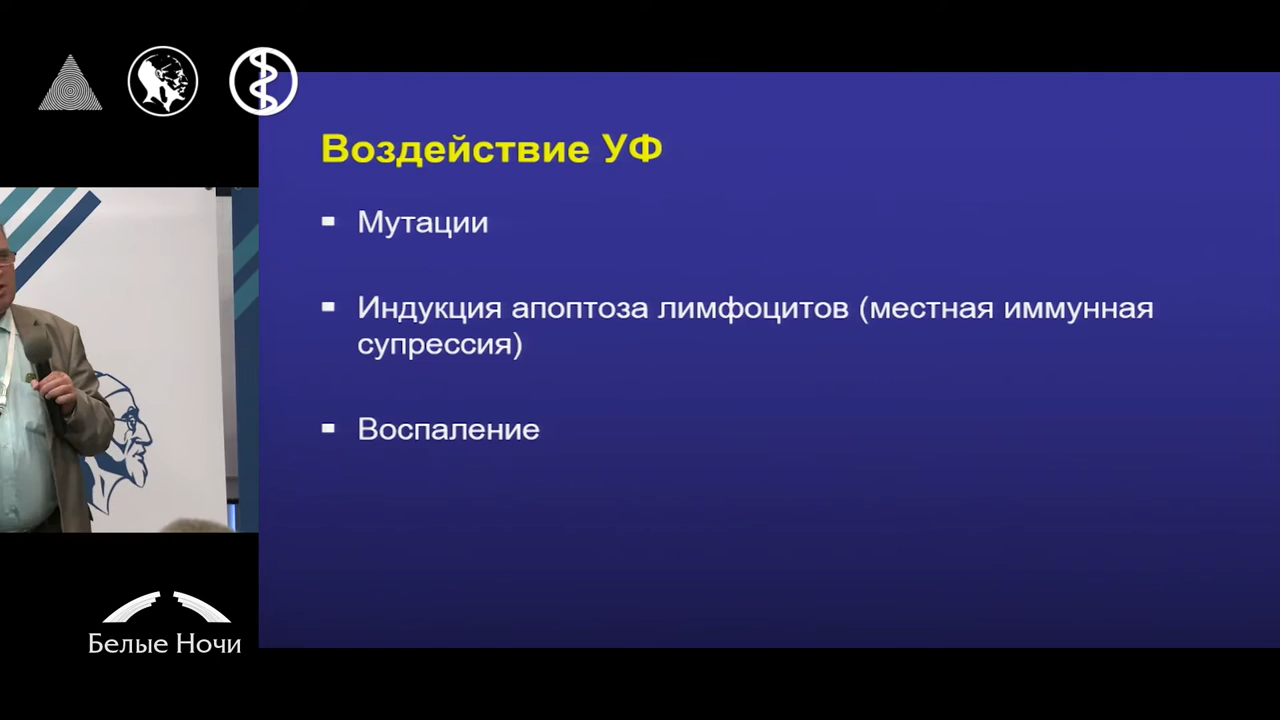 Воздействие УФ
Мутации
Индукция апоптоза лимфоцитов (местная иммунная
супрессия)
Воспаление
Белые Ночи